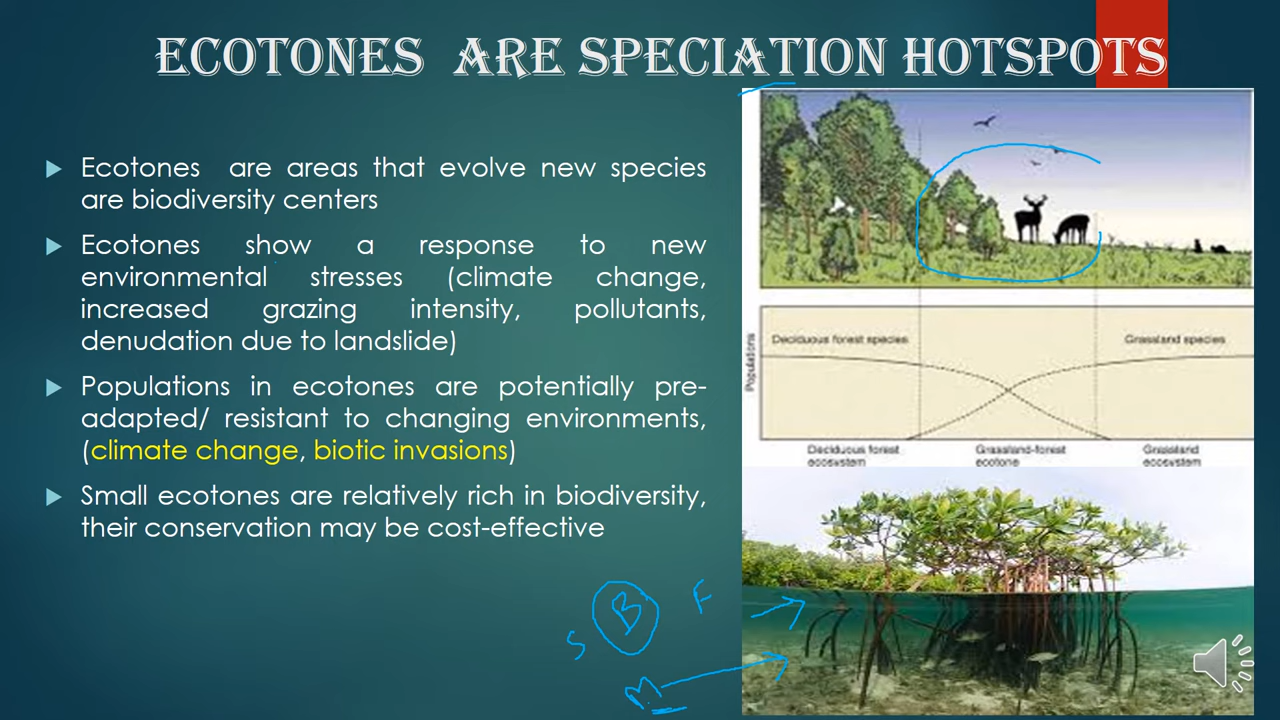 ECOTONES ARE SPECIATION HOTSPOTS
Ecotones are areas that evolve new species
are biodiversity centers
Ecotones show a response to new
environmental stresses (climate change,
increased grazing intensity, pollutants,
denudation due to landslide)
Populations in ecotones are potentially pre-
adapted/ resistant to changing environments,
(climate change, biotic invasions)
Small ecotones are relatively rich in biodiversity,
their conservation may be cost-effective
Populations
Deciduous forest species
Grassland species
Deciduous forest
ecosystem
Grassland-forest
ecotone
Grassland
ecosystem
S B F
M